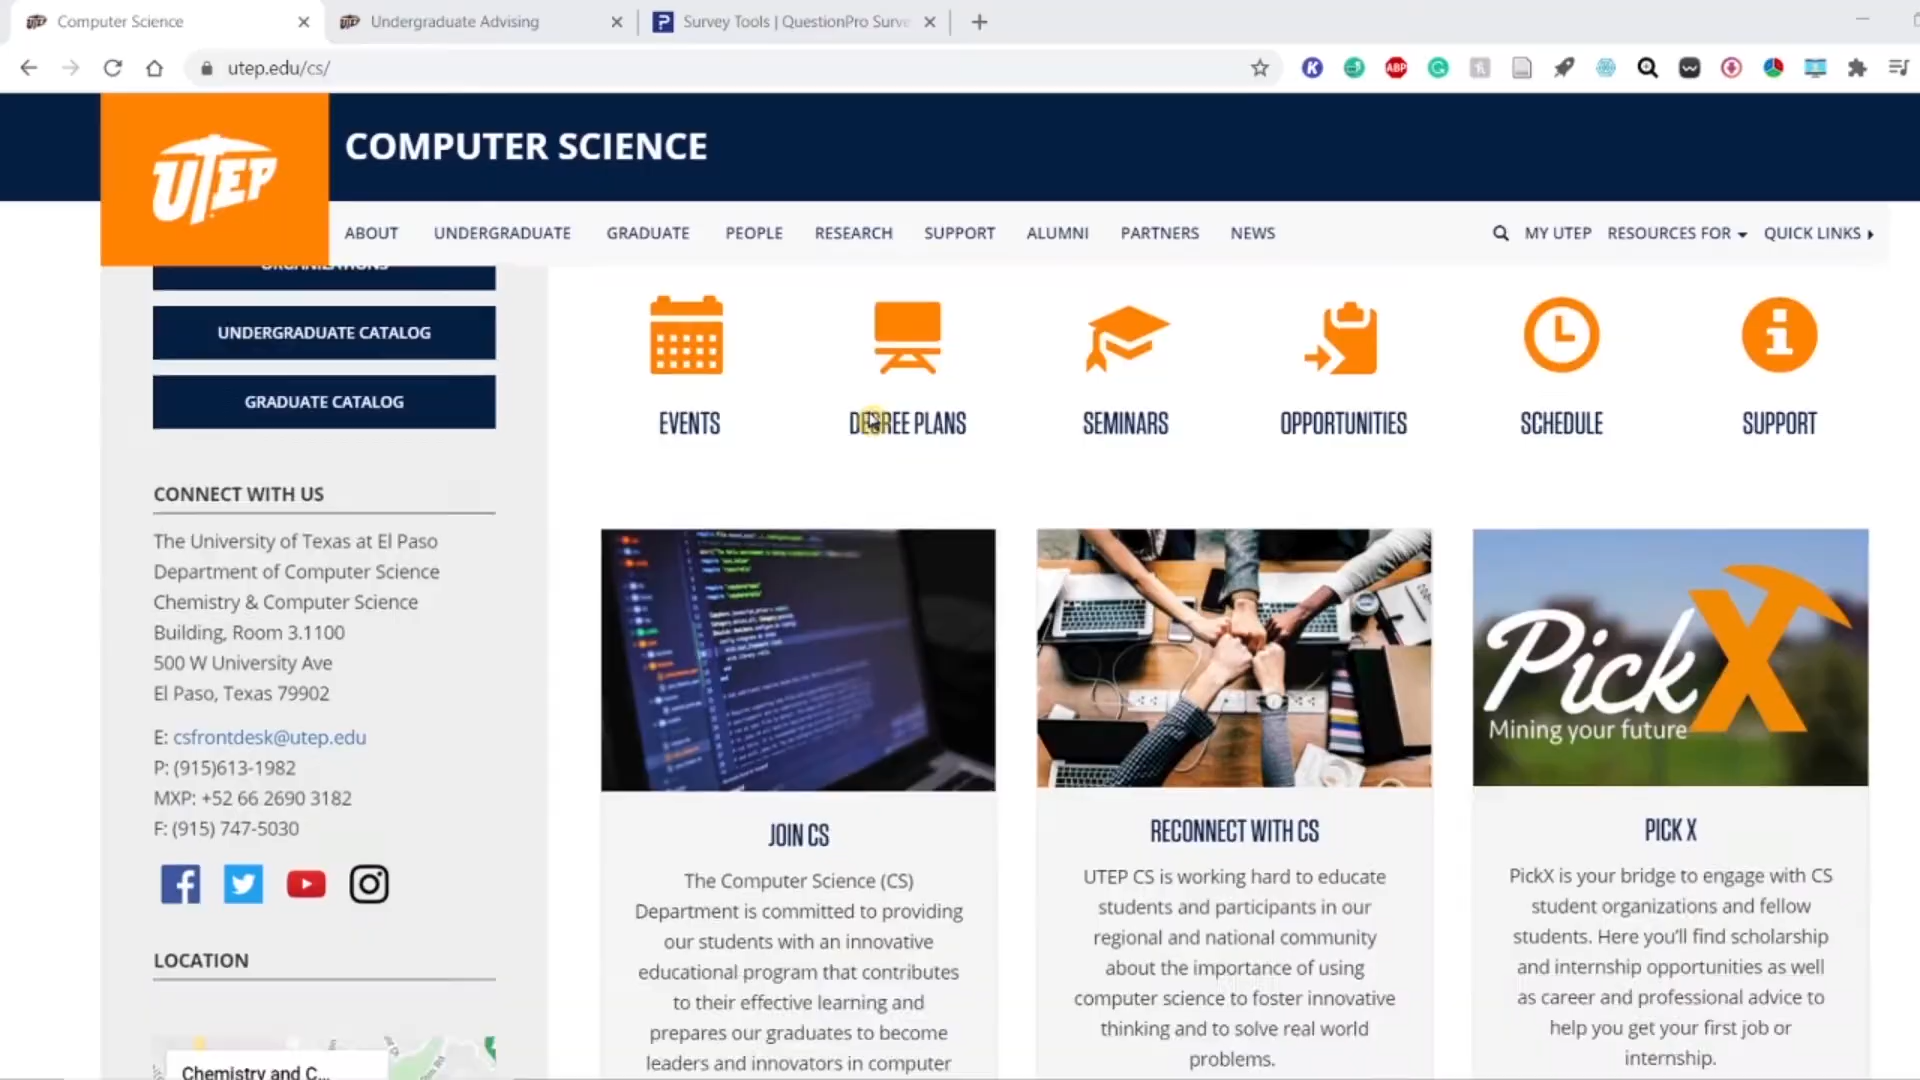 Computer Science
Undergraduate Advising
Survey Tools | QuestionPro Surve
utep.edu/cs/
ABP
UTEP
COMPUTER SCIENCE
ABOUT
UNDERGRADUATE
GRADUATE
PEOPLE
RESEARCH
SUPPORT
ALUMNI
PARTNERS
NEWS
MY UTEP
RESOURCES FOR
QUICK LINKS
ORGANIZATIONS
UNDERGRADUATE CATALOG
GRADUATE CATALOG
EVENTS
DEGREE PLANS
SEMINARS
OPPORTUNITIES
SCHEDULE
SUPPORT
CONNECT WITH US
The University of Texas at El Paso
Department of Computer Science
Chemistry & Computer Science
Building, Room 3.1100
500 W University Ave
El Paso, Texas 79902
E: csfrontdesk@utep.edu
P: (915)613-1982
MXP: +52 66 2690 3182
F: (915) 747-5030
LOCATION
Chemistry and C...
JOIN CS
The Computer Science (CS)
Department is committed to providing
our students with an innovative
educational program that contributes
to their effective learning and
prepares our graduates to become
leaders and innovators in computer
RECONNECT WITH CS
UTEP CS is working hard to educate
students and participants in our
regional and national community
about the importance of using
computer science to foster innovative
thinking and to solve real world
problems.
PickX
Mining your future
PICK X
PickX is your bridge to engage with CS
student organizations and fellow
students. Here you'll find scholarship
and internship opportunities as well
as career and professional advice to
help you get your first job or
internship.